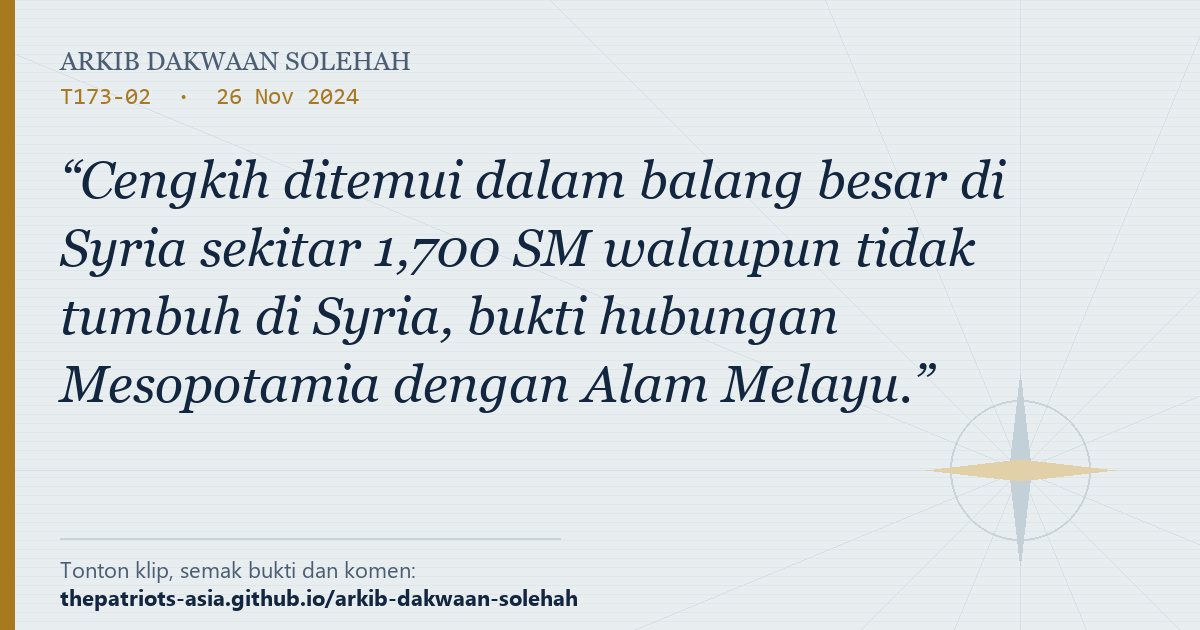 ARKIB DAKWAAN SOLEHAH
T173-02 · 26 Nov 2024
“Cengkih ditemui dalam balang besar di
Syria sekitar 1,700 SM walaupun tidak
tumbuh di Syria, bukti hubungan
Mesopotamia dengan Alam Melayu.”
Tonton klip, semak bukti dan komen:
thepatriots-asia.github.io/arkib-dakwaan-solehah